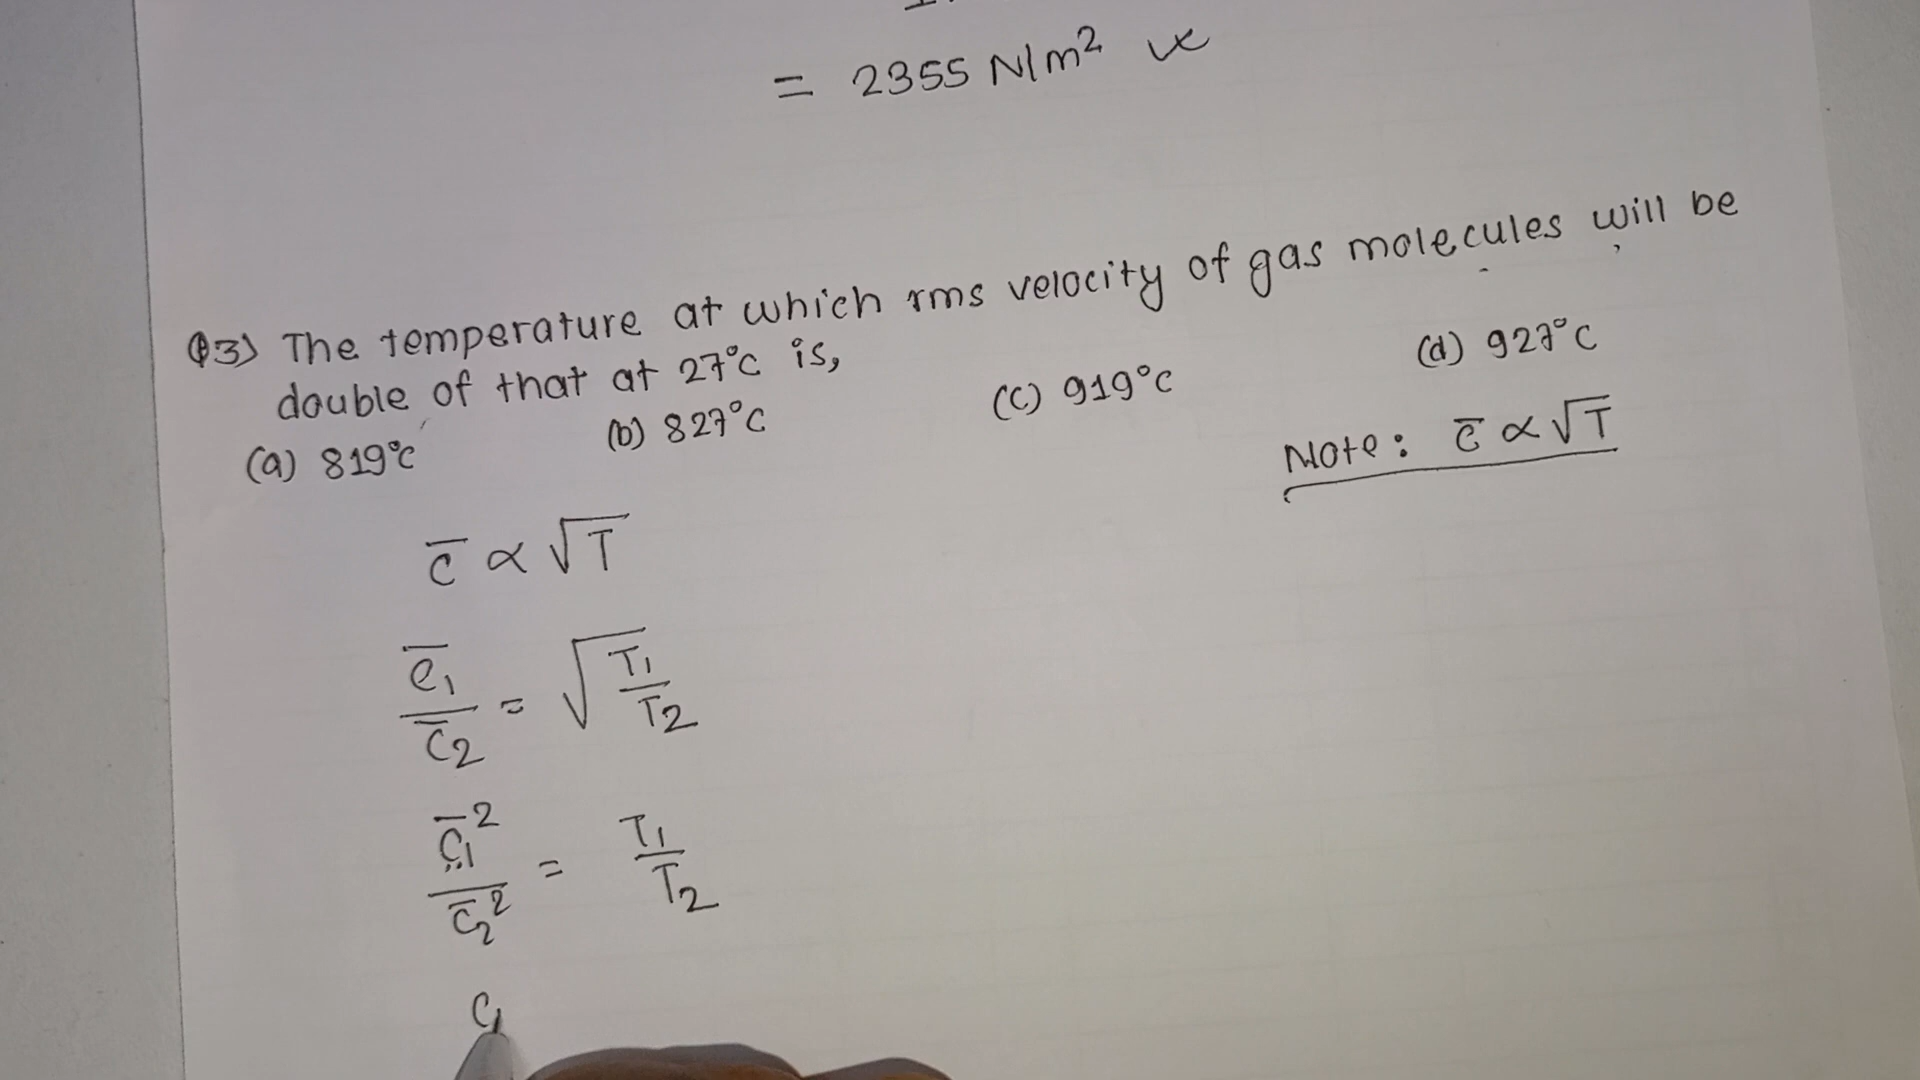 = 2355 N/m²
Q3) The temperature at which rms velocity of gas molecules will be
double of that at 27°C is,
(a) 819°C (b) 827°C (c) 919°C (d) 927°C
Note: c̅ ∝ √T
c̅ ∝ √T
c̅₁/c̅₂ = √(T₁/T₂)
c̅₁²/c̅₂² = T₁/T₂
C₁